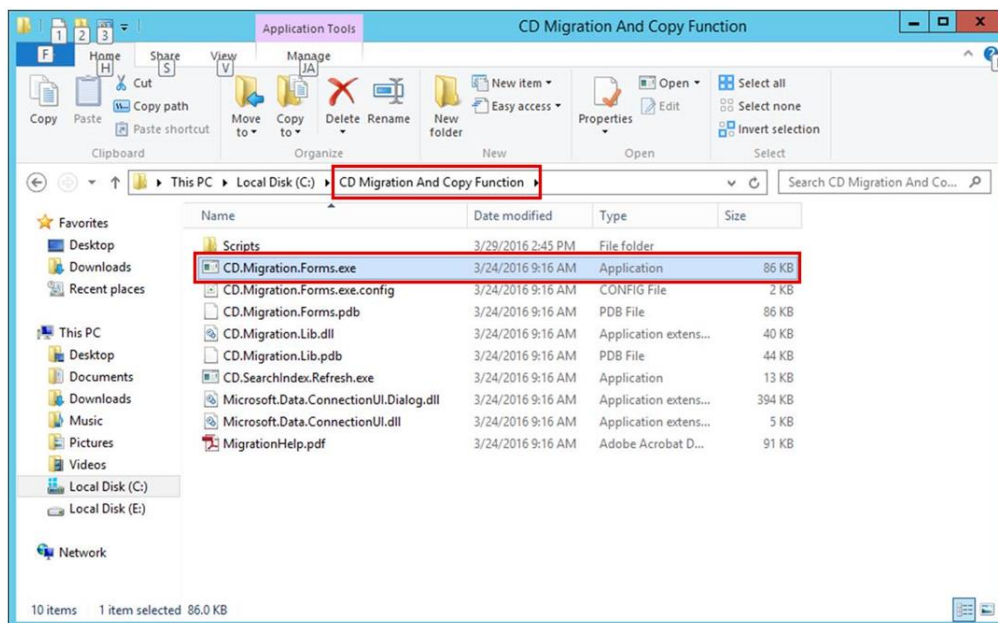 1 2 3
Application Tools
CD Migration And Copy Function
F Home Share View Manage
H S V JA
Copy
Paste
Cut
Copy path
Paste shortcut
Clipboard
Move to
Copy to
Delete
Rename
Organize
New folder
New item
Easy access
New
Properties
Open
Edit
Open
Select all
Select none
Invert selection
Select
This PC Local Disk (C:) CD Migration And Copy Function
Search CD Migration And Co...
Favorites
Desktop
Downloads
Recent places
This PC
Desktop
Documents
Downloads
Music
Pictures
Videos
Local Disk (C:)
Local Disk (E:)
Network
Name Date modified Type Size
Scripts 3/29/2016 2:45 PM File folder
CD.Migration.Forms.exe 3/24/2016 9:16 AM Application 86 KB
CD.Migration.Forms.exe.config 3/24/2016 9:16 AM CONFIG File 2 KB
CD.Migration.Forms.pdb 3/24/2016 9:16 AM PDB File 86 KB
CD.Migration.Lib.dll 3/24/2016 9:16 AM Application extens... 40 KB
CD.Migration.Lib.pdb 3/24/2016 9:16 AM PDB File 44 KB
CD.SearchIndex.Refresh.exe 3/24/2016 9:16 AM Application 13 KB
Microsoft.Data.ConnectionUI.Dialog.dll 3/24/2016 9:16 AM Application extens... 394 KB
Microsoft.Data.ConnectionUI.dll 3/24/2016 9:16 AM Application extens... 5 KB
MigrationHelp.pdf 3/24/2016 9:16 AM Adobe Acrobat D... 91 KB
10 items 1 item selected 86.0 KB